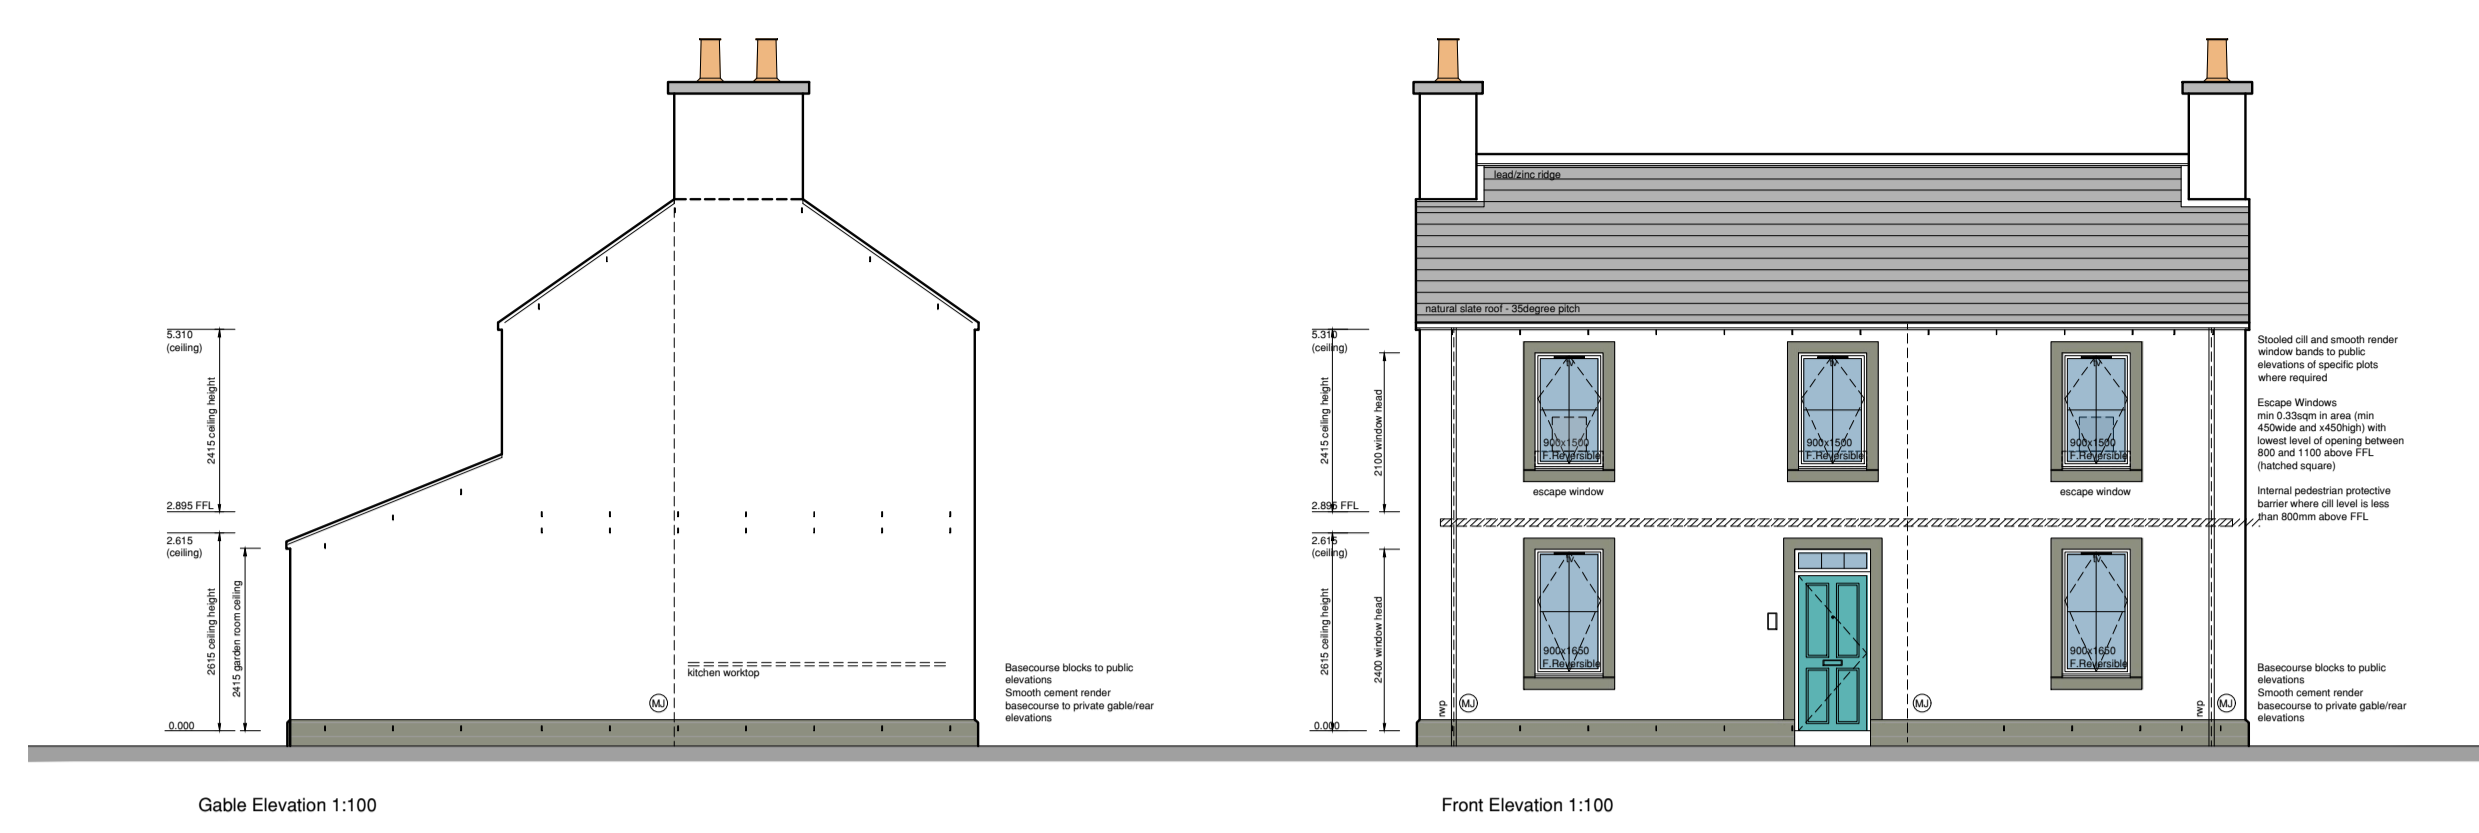 5.310
(ceiling)
2415 ceiling height
2.895 FFL
2.615
(ceiling)
2615 ceiling height
2415 garden room ceiling
0.000
kitchen worktop
MJ
Basecourse blocks to public
elevations
Smooth cement render
basecourse to private gable/rear
elevations
Gable Elevation 1:100
lead/zinc ridge
natural slate roof - 35degree pitch
5.310
(ceiling)
2415 ceiling height
2100 window head
2.895 FFL
2.615
(ceiling)
2615 ceiling height
2400 window head
0.000
900x1500
F.Reversible
escape window
900x1500
F.Reversible
900x1500
F.Reversible
escape window
900x1650
F.Reversible
900x1650
F.Reversible
rwp
MJ
MJ
rwp
MJ
Stooled cill and smooth render
window bands to public
elevations of specific plots
where required
Escape Windows
min 0.33sqm in area (min
450wide and x450high) with
lowest level of opening between
800 and 1100 above FFL
(hatched square)
Internal pedestrian protective
barrier where cill level is less
than 800mm above FFL
Basecourse blocks to public
elevations
Smooth cement render
basecourse to private gable/rear
elevations
Front Elevation 1:100